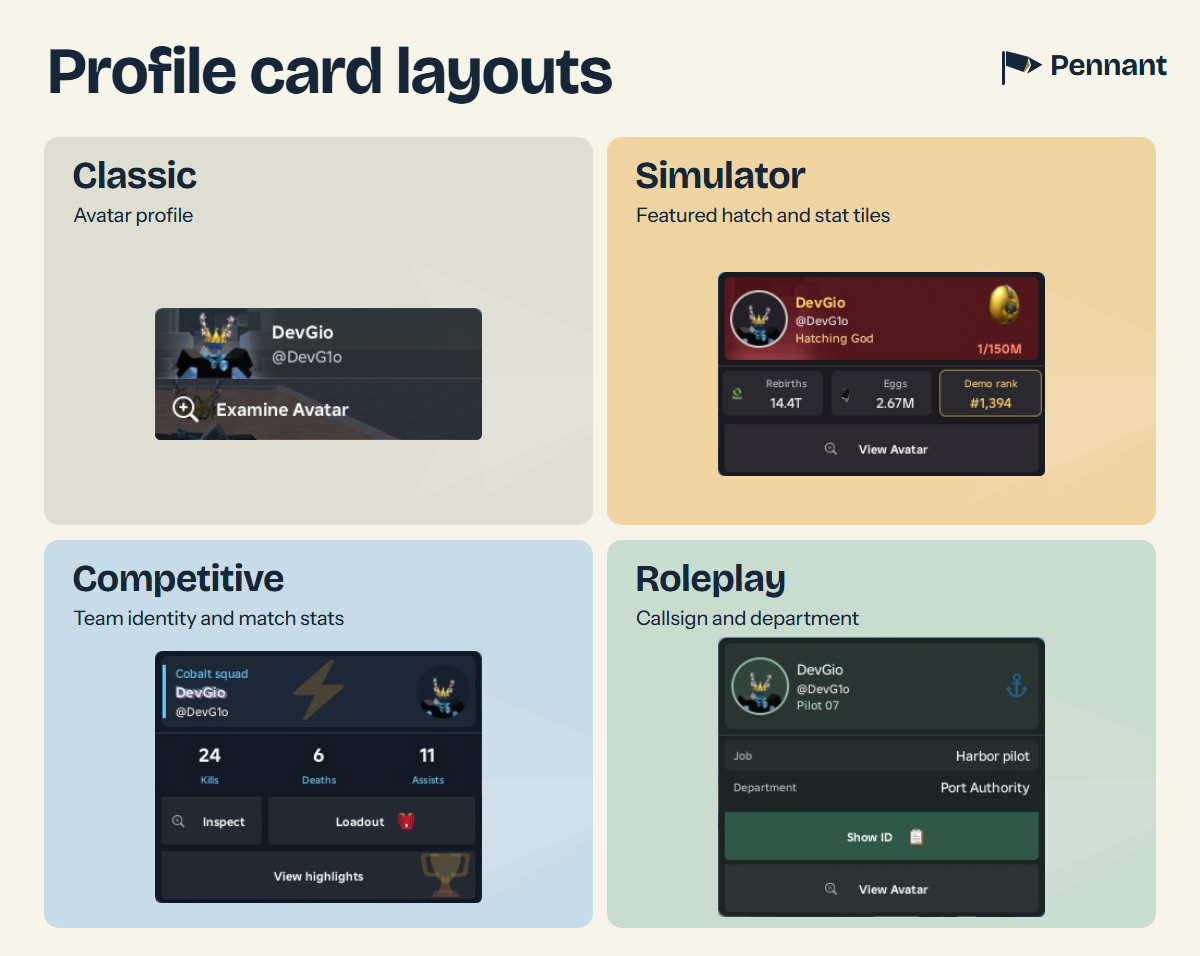 Profile card layouts
Pennant
Classic
Avatar profile
DevGio
@DevG1o
Examine Avatar
Simulator
Featured hatch and stat tiles
DevGio
@DevG1o
Hatching God
1/150M
Rebirths
14.4T
Eggs
2.67M
Demo rank
#1,394
View Avatar
Competitive
Team identity and match stats
Cobalt squad
DevGio
@DevG1o
24
Kills
6
Deaths
11
Assists
Inspect
Loadout
View highlights
Roleplay
Callsign and department
DevGio
@DevG1o
Pilot 07
Job Harbor pilot
Department Port Authority
Show ID
View Avatar